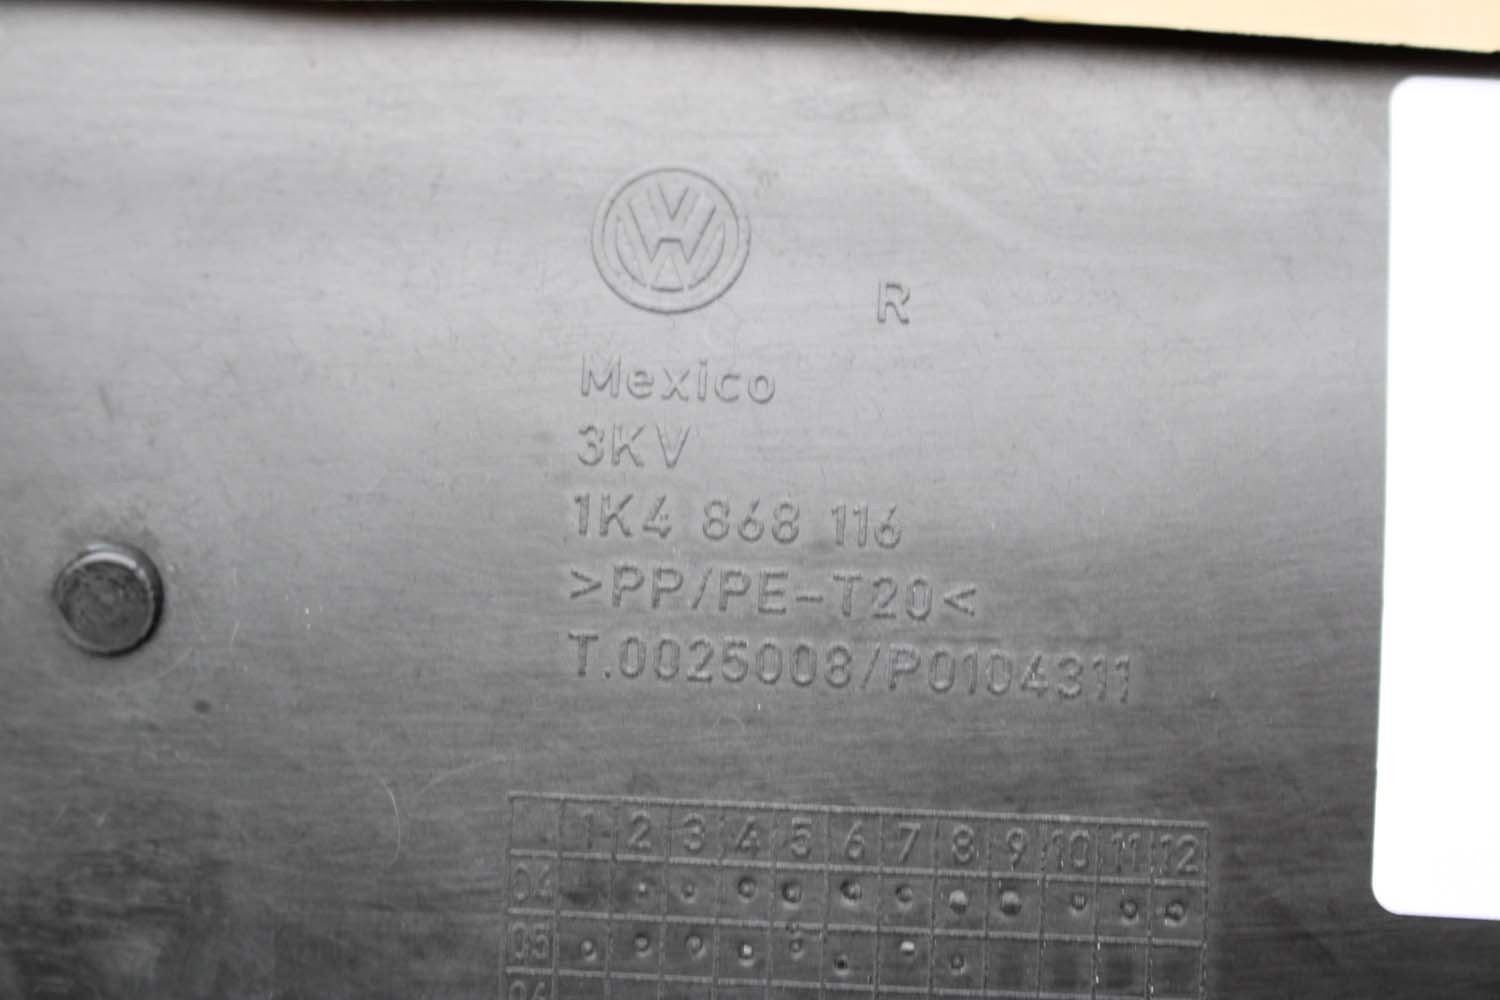 R
Mexico
3KV
1K4 868 116
>PP/PE-T20<
T.0025008/P0104311
1 2 3 4 5 6 7 8 9 10 11 12
04
05
06